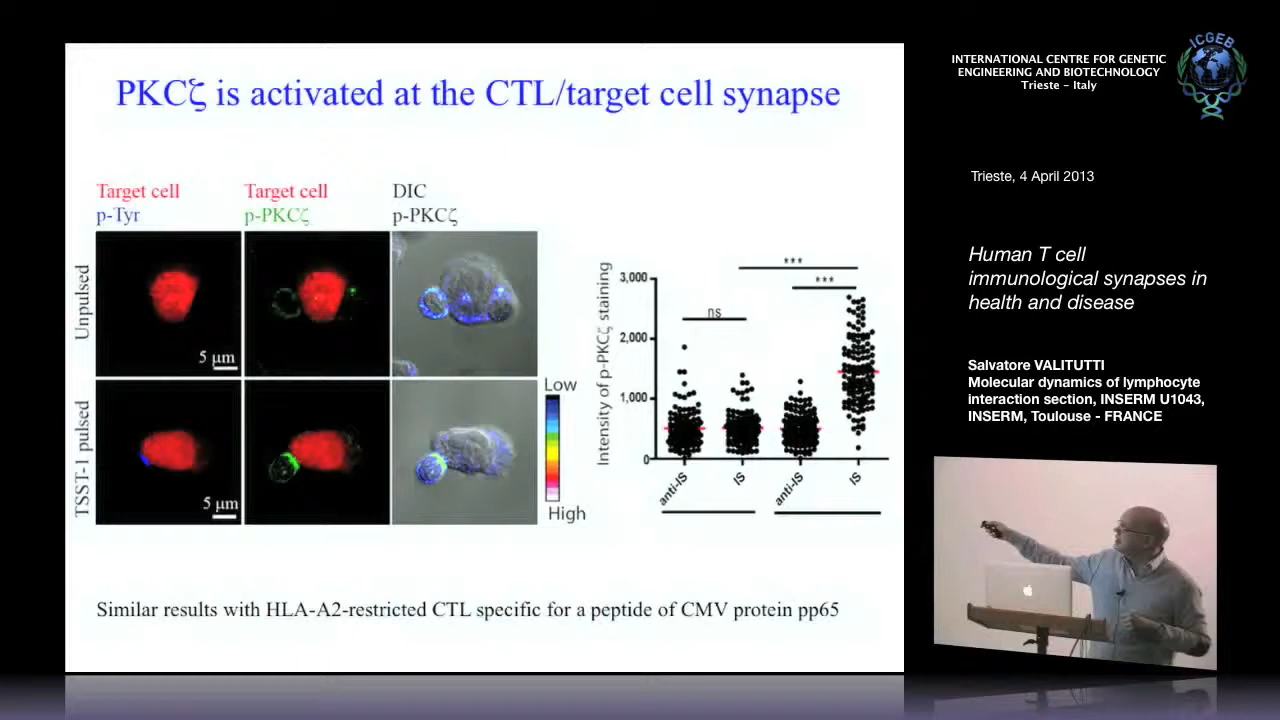 PKCζ is activated at the CTL/target cell synapse
Target cell
p-Tyr
Target cell
p-PKCζ
DIC
p-PKCζ
Unpulsed
TSST-1 pulsed
5 µm
5 µm
Low
High
Intensity of p-PKCζ staining
3,000
2,000
1,000
0
ns
***
***
anti-IS
IS
anti-IS
IS
Similar results with HLA-A2-restricted CTL specific for a peptide of CMV protein pp65
INTERNATIONAL CENTRE FOR GENETIC
ENGINEERING AND BIOTECHNOLOGY
Trieste - Italy
ICGEB
Trieste, 4 April 2013
Human T cell
immunological synapses in
health and disease
Salvatore VALITUTTI
Molecular dynamics of lymphocyte
interaction section, INSERM U1043,
INSERM, Toulouse - FRANCE